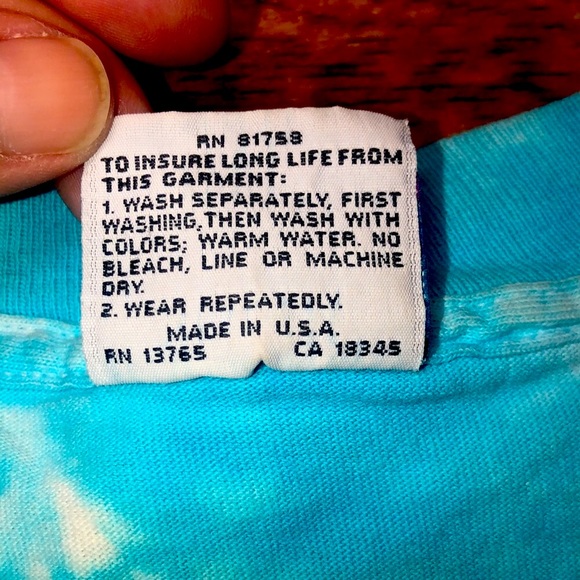 RN 81758
TO INSURE LONG LIFE FROM
THIS GARMENT:
1. WASH SEPARATELY, FIRST
WASHING, THEN WASH WITH
COLORS; WARM WATER. NO
BLEACH, LINE OR MACHINE
DRY.
2. WEAR REPEATEDLY.
MADE IN U.S.A.
RN 13765 CA 18345